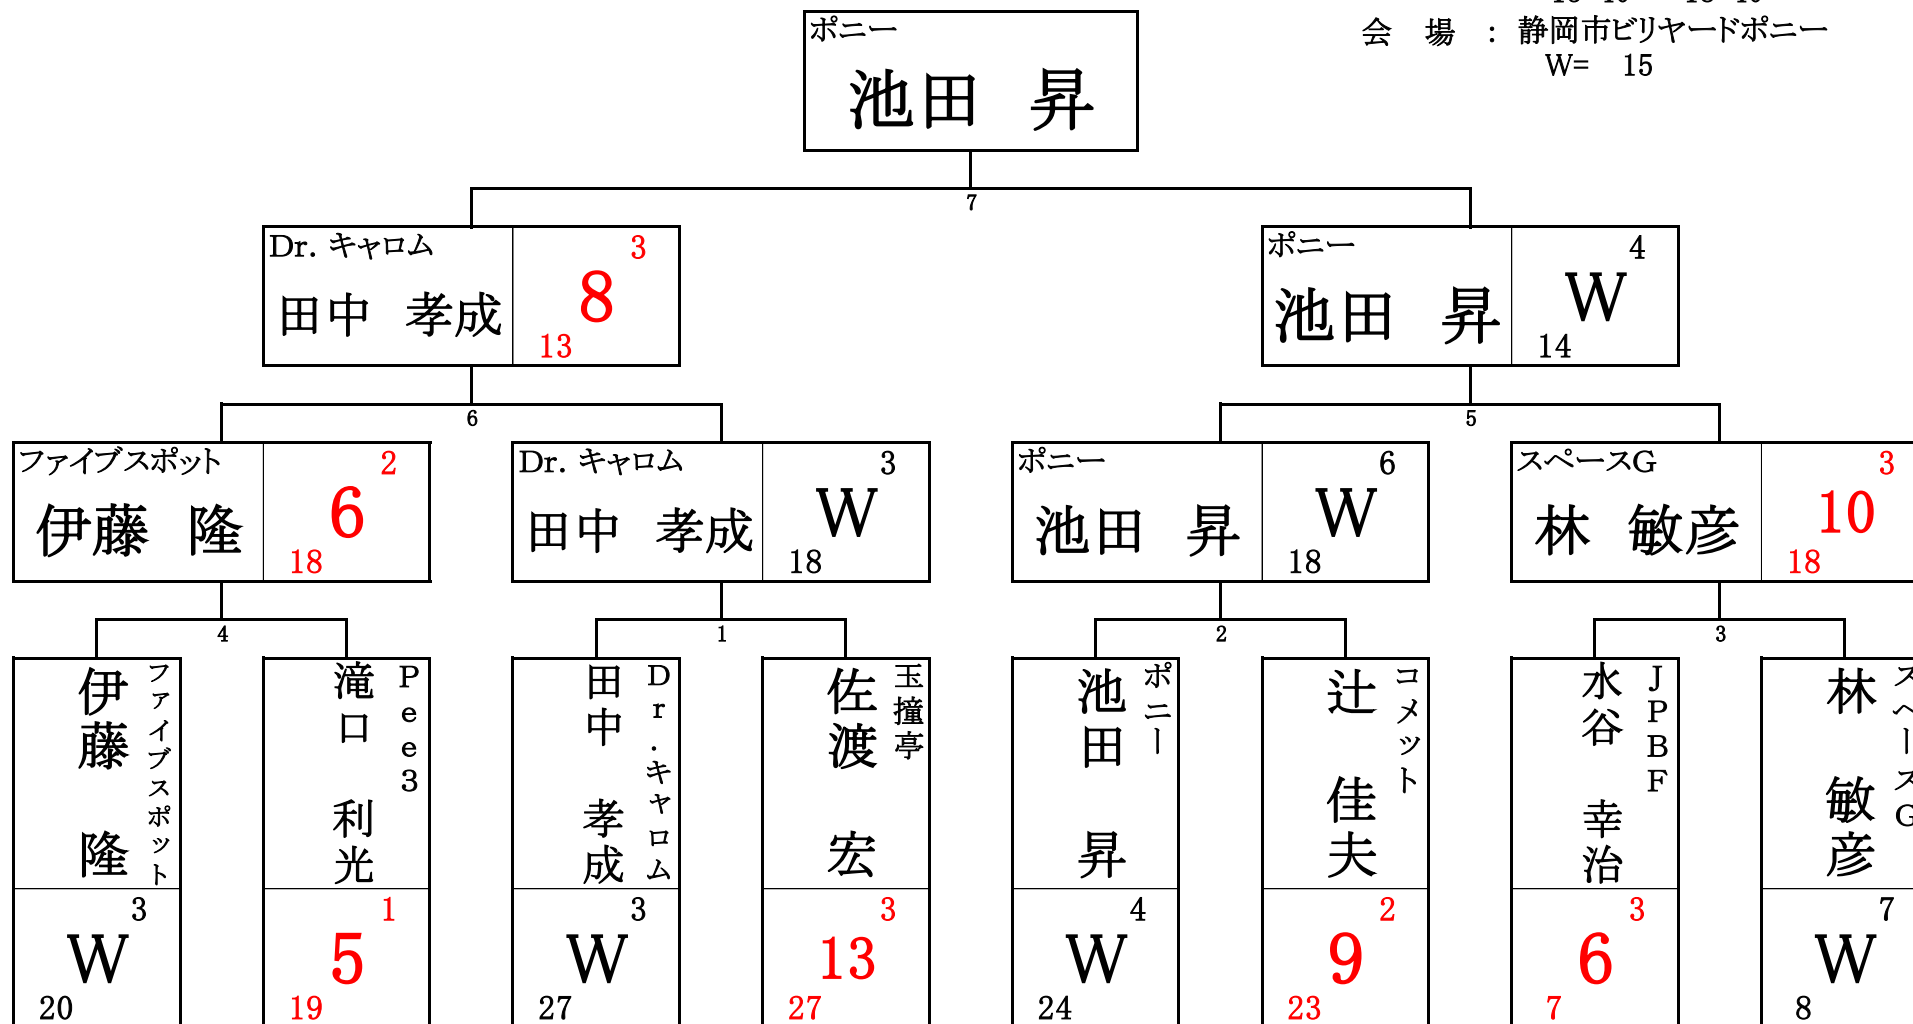 会 場 : 静岡市ビリヤードポニー
W= 15
ポニー
池田 昇
7
Dr. キャロム
田中 孝成
3
8
13
ポニー
池田 昇
4
W
14
6
5
ファイブスポット
伊藤 隆
2
6
18
Dr. キャロム
田中 孝成
3
W
18
ポニー
池田 昇
6
W
18
スペースG
林 敏彦
3
10
18
4
1
2
3
ファイブスポット
伊藤 隆
3
W
20
Pee3
滝口 利光
1
5
19
Dr.キャロム
田中 孝成
3
W
27
玉撞亭
佐渡 宏
3
13
27
ポニー
池田 昇
4
W
24
コメット
辻 佳夫
2
9
23
JPBF
水谷 幸治
3
6
7
スペースG
林 敏彦
7
W
8